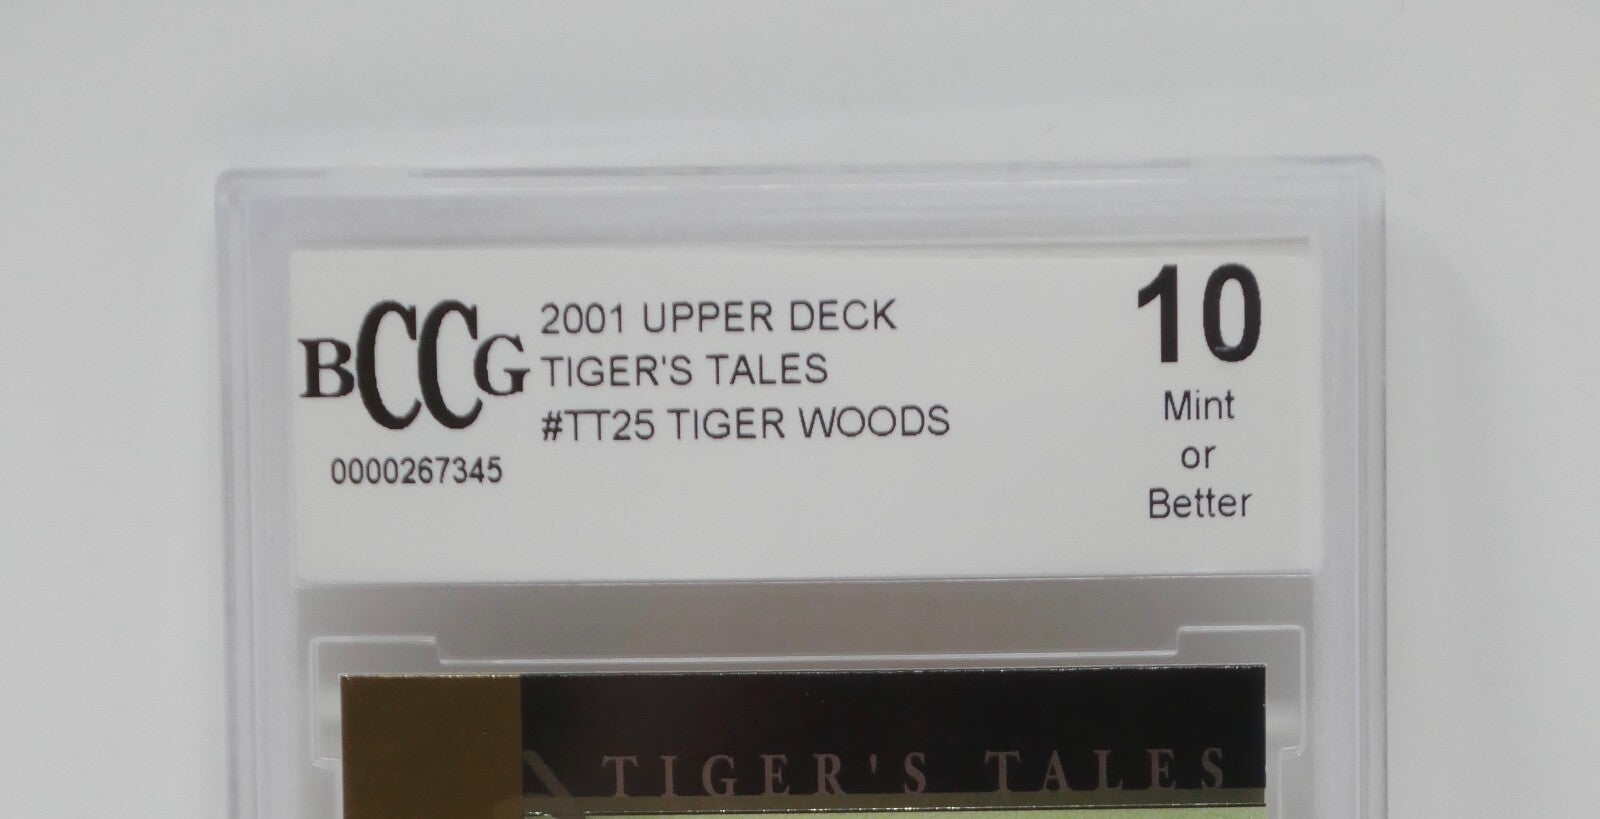 BCCG
0000267345
2001 UPPER DECK
TIGER'S TALES
#TT25 TIGER WOODS
10
Mint
or
Better
TIGER'S TALES